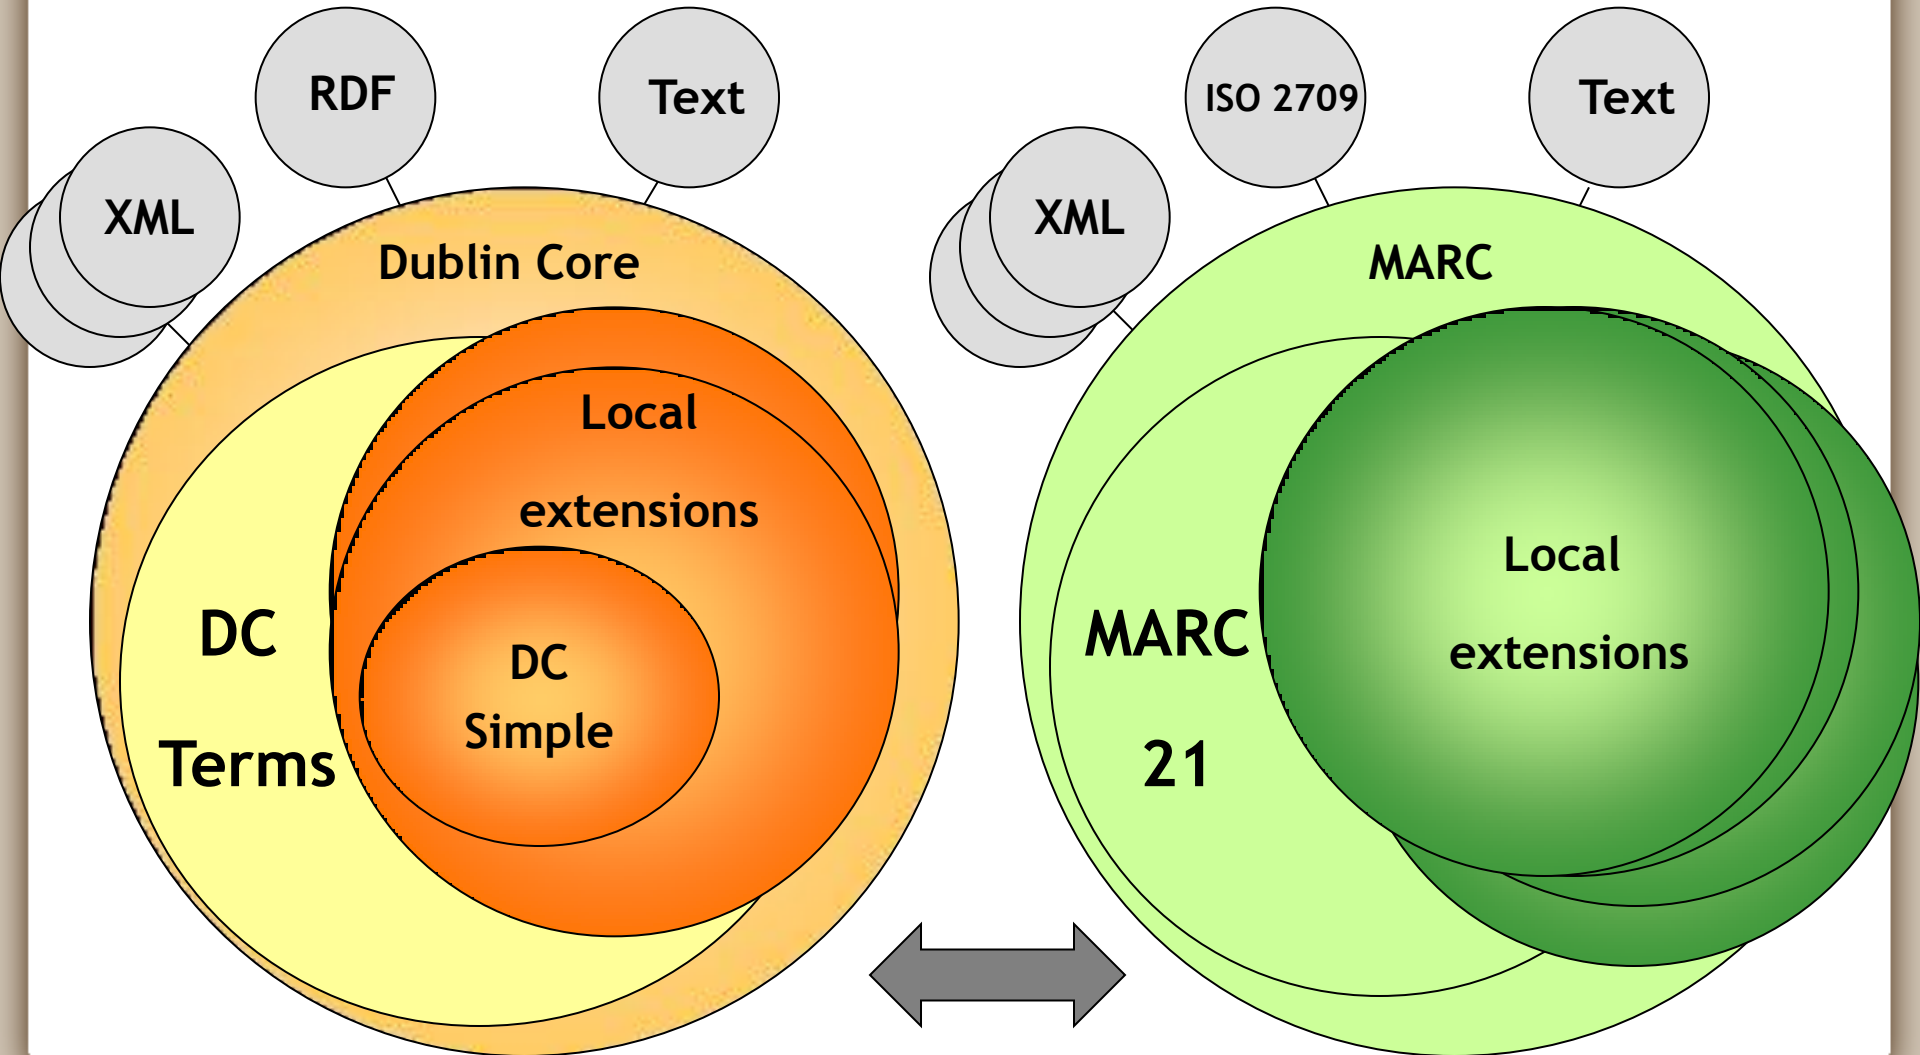 RDF
Text
XML
Dublin Core
Local
extensions
DC
Terms
DC
Simple
ISO 2709
Text
XML
MARC
MARC
21
Local
extensions